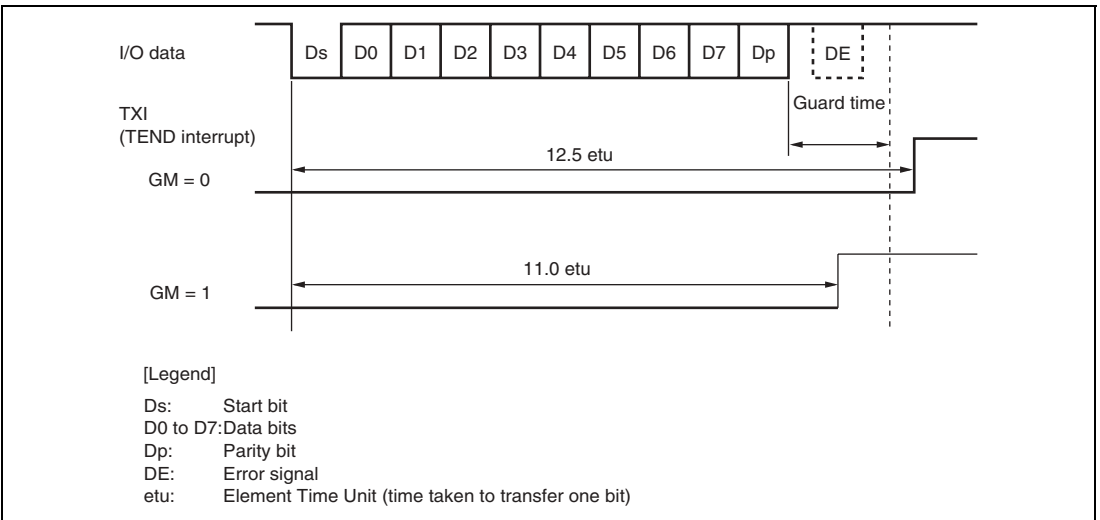 I/O data
Ds D0 D1 D2 D3 D4 D5 D6 D7 Dp DE
Guard time
TXI
(TEND interrupt)
12.5 etu
GM = 0
11.0 etu
GM = 1
[Legend]
Ds: Start bit
D0 to D7:Data bits
Dp: Parity bit
DE: Error signal
etu: Element Time Unit (time taken to transfer one bit)